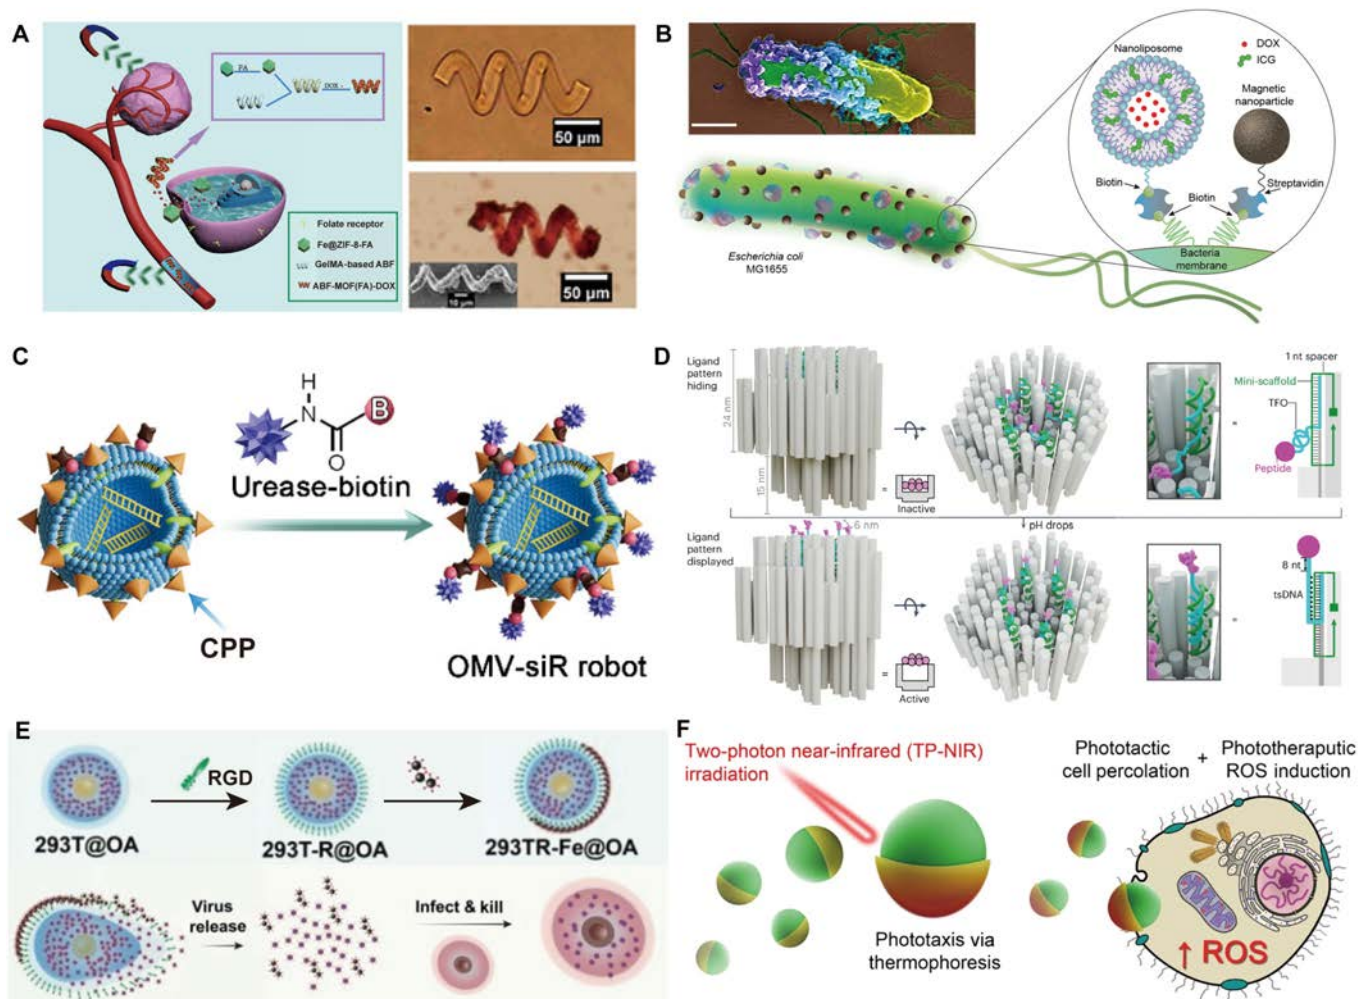 A
FA
DOX
50 µm
Folate receptor
Fe@ZIF-8-FA
GelMA-based ABF
ABF-MOF(FA)-DOX
10 µm
50 µm
B
Nanoliposome
DOX
ICG
Magnetic
nanoparticle
Biotin
Streptavidin
Biotin
Bacteria
membrane
Escherichia coli
MG1655
C
H
N
B
O
Urease-biotin
CPP
OMV-siR robot
D
Ligand
pattern
hiding
24 nm
15 nm
=
Inactive
=
1 nt spacer
Mini-scaffold
TFO
Peptide
pH drops
Ligand
pattern
displayed
6 nm
=
Active
=
8 nt
tsDNA
E
RGD
293T@OA
293T-R@OA
293TR-Fe@OA
Virus
release
Infect & kill
F
Two-photon near-infrared (TP-NIR)
irradiation
Phototaxis via
thermophoresis
Phototactic
cell percolation
+
Phototheraputic
ROS induction
↑ ROS